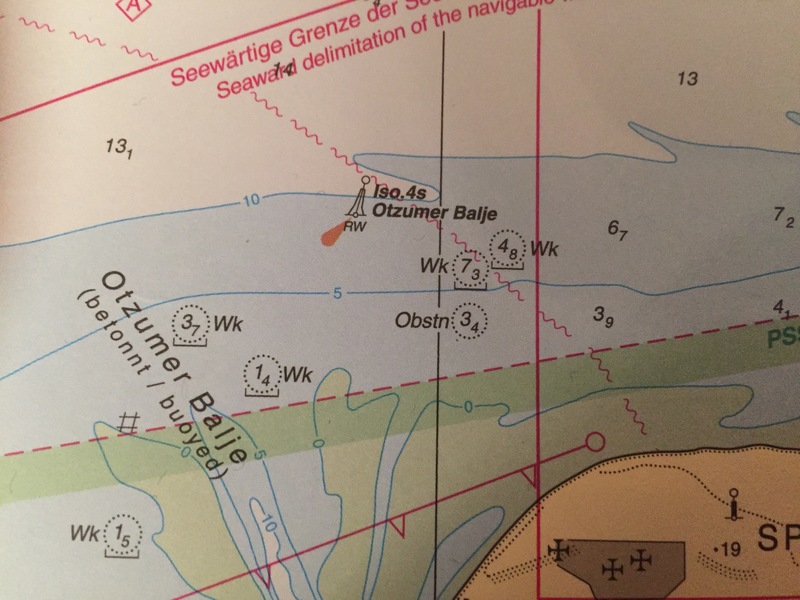 A
Seewärtige Grenze der
Seaward delimitation of the navigable
14
13
13₁
10
Iso.4s
Otzumer Balje
RW
6₇
7₂
4₈ Wk
Wk 7₃
5
3₇ Wk
Obstn 3₄
3₉
4₁
PSS
1₄ Wk
Otzumer Balje
(betonnt / buoyed)
0
5
0
0
10
Wk 1₅
19
SP